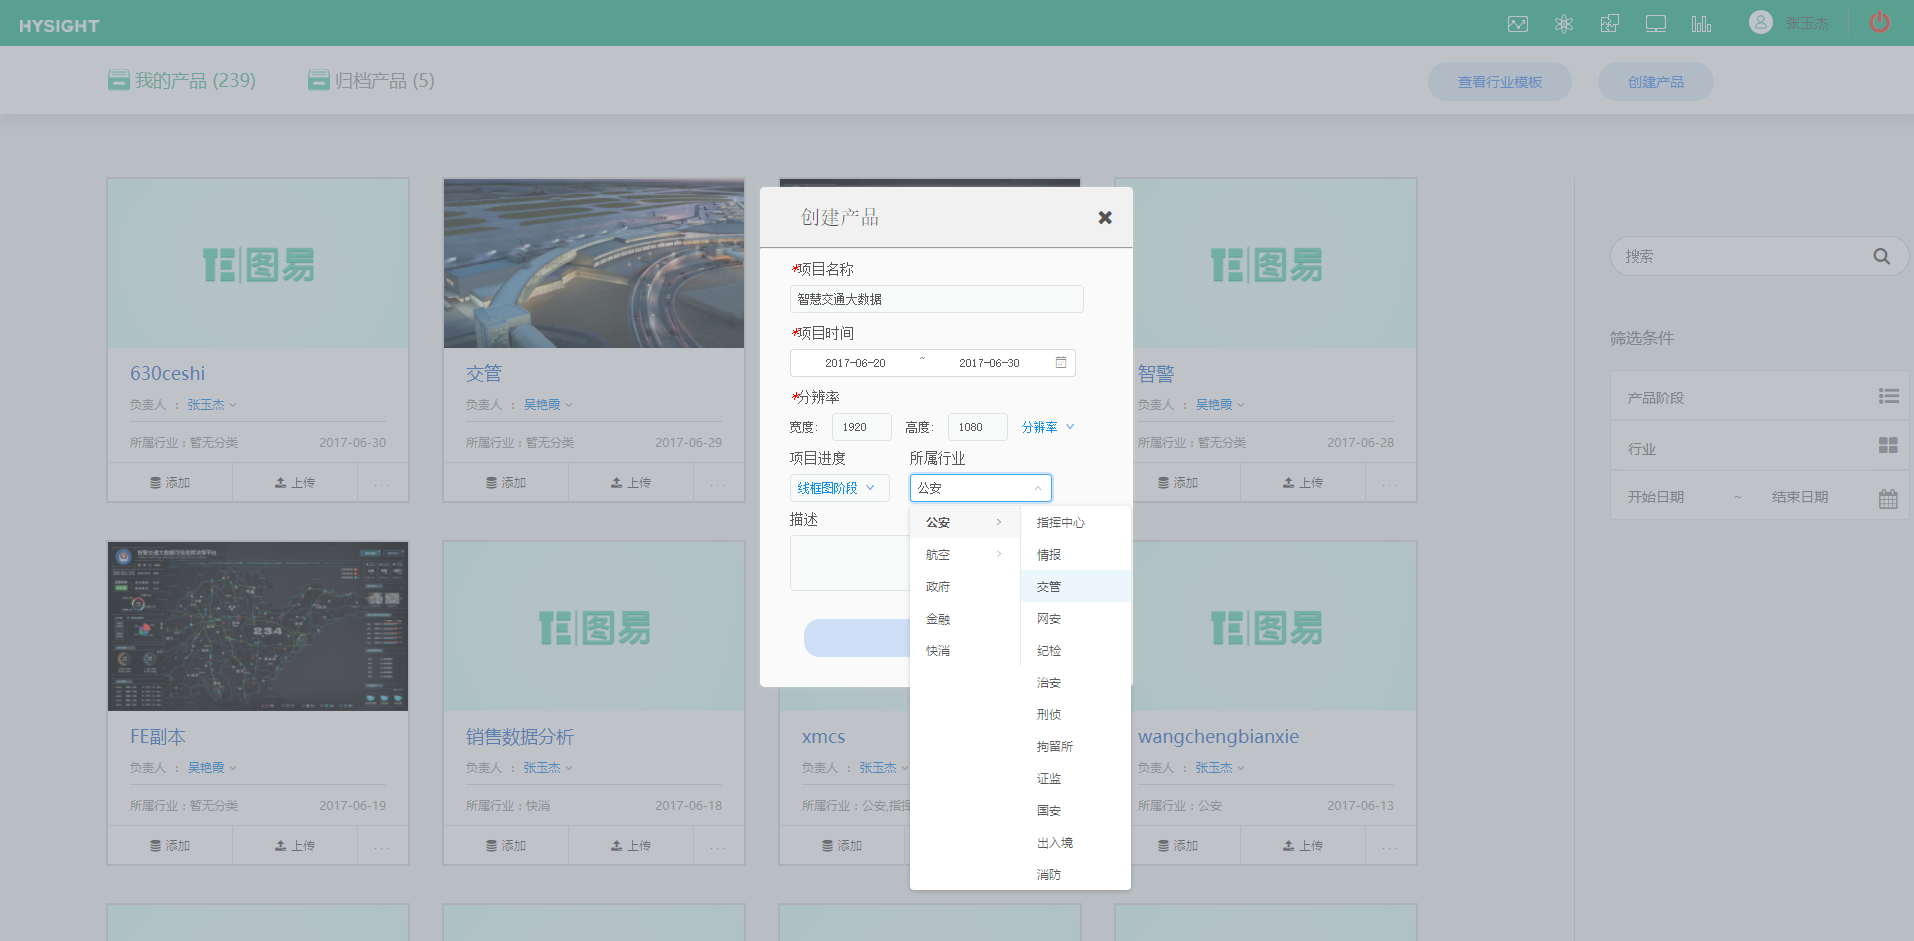 HYSIGHT
张玉杰
我的产品 (239)
归档产品 (5)
查看行业模板
创建产品
图易
630ceshi
负责人 ： 张玉杰
所属行业：暂无分类 2017-06-30
添加 上传 ...
交管
负责人 ： 吴艳霞
所属行业：暂无分类 2017-06-29
添加 上传 ...
图易
智警
负责人 ： 吴艳霞
所属行业：暂无分类 2017-06-28
添加 上传 ...
创建产品
*项目名称
智慧交通大数据
*项目时间
2017-06-20 ~ 2017-06-30
*分辨率
宽度: 1920 高度: 1080 分辨率
项目进度 所属行业
线框图阶段 公安
描述
公安
航空
政府
金融
快消
指挥中心
情报
交管
网安
纪检
治安
刑侦
拘留所
证监
国安
出入境
消防
搜索
筛选条件
产品阶段
行业
开始日期 ~ 结束日期
234
FE副本
负责人 ： 吴艳霞
所属行业：暂无分类 2017-06-19
添加 上传 ...
图易
销售数据分析
负责人 ： 张玉杰
所属行业：快消 2017-06-18
添加 上传 ...
xmcs
负责人 ： 张玉杰
所属行业：公安,指挥
添加
图易
wangchengbianxie
负责人 ： 张玉杰
所属行业：公安 2017-06-13
添加 上传 ...